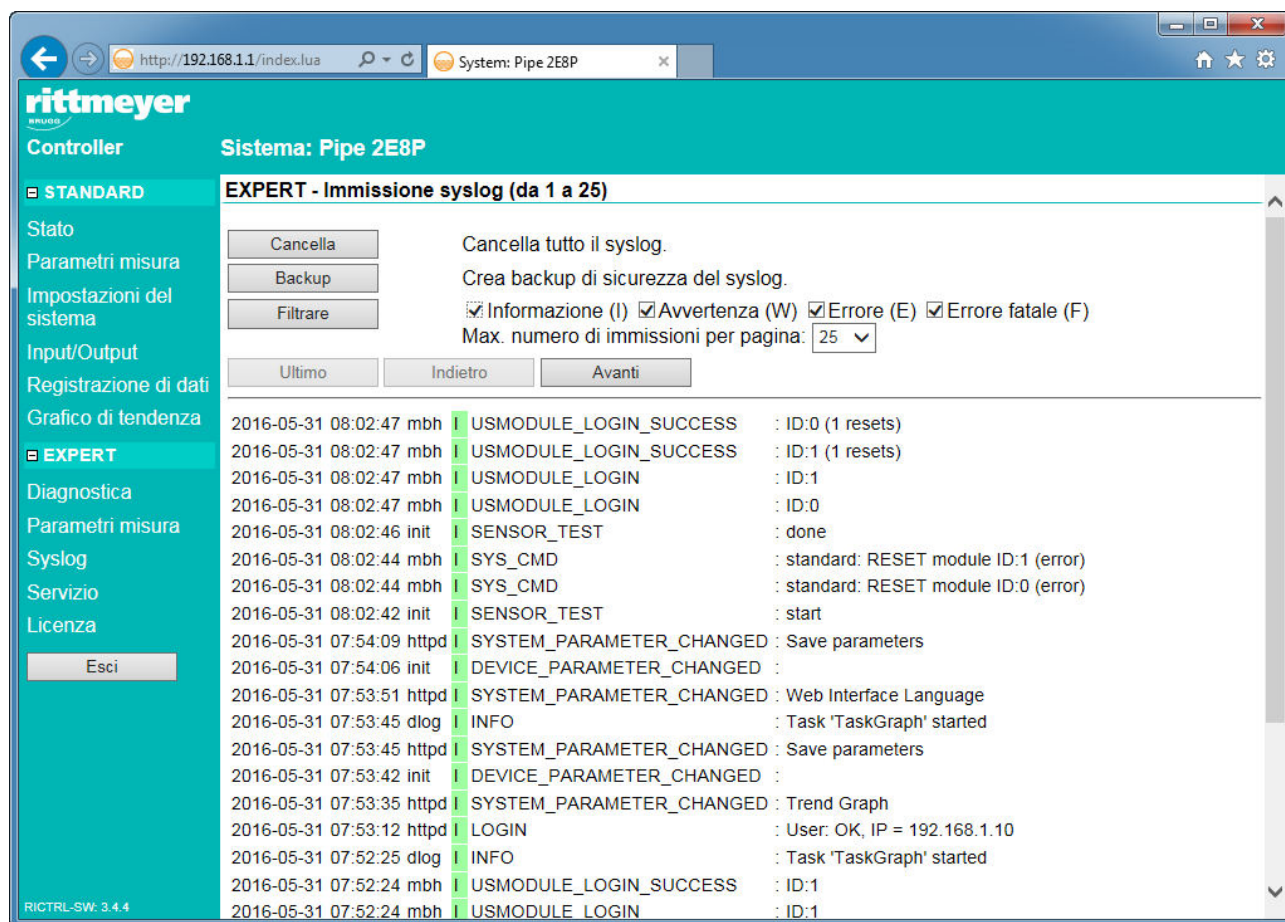 http://192.168.1.1/index.lua
System: Pipe 2E8P
rittmeyer
BRUGG
Controller
Sistema: Pipe 2E8P
STANDARD
Stato
Parametri misura
Impostazioni del
sistema
Input/Output
Registrazione di dati
Grafico di tendenza
EXPERT
Diagnostica
Parametri misura
Syslog
Servizio
Licenza
Esci
RICTRL-SW: 3.4.4
EXPERT - Immissione syslog (da 1 a 25)
Cancella Cancella tutto il syslog.
Backup Crea backup di sicurezza del syslog.
Filtrare Informazione (I) Avvertenza (W) Errore (E) Errore fatale (F)
Max. numero di immissioni per pagina: 25
Ultimo Indietro Avanti
2016-05-31 08:02:47 mbh I USMODULE_LOGIN_SUCCESS : ID:0 (1 resets)
2016-05-31 08:02:47 mbh I USMODULE_LOGIN_SUCCESS : ID:1 (1 resets)
2016-05-31 08:02:47 mbh I USMODULE_LOGIN : ID:1
2016-05-31 08:02:47 mbh I USMODULE_LOGIN : ID:0
2016-05-31 08:02:46 init I SENSOR_TEST : done
2016-05-31 08:02:44 mbh I SYS_CMD : standard: RESET module ID:1 (error)
2016-05-31 08:02:44 mbh I SYS_CMD : standard: RESET module ID:0 (error)
2016-05-31 08:02:42 init I SENSOR_TEST : start
2016-05-31 07:54:09 httpd I SYSTEM_PARAMETER_CHANGED : Save parameters
2016-05-31 07:54:06 init I DEVICE_PARAMETER_CHANGED :
2016-05-31 07:53:51 httpd I SYSTEM_PARAMETER_CHANGED : Web Interface Language
2016-05-31 07:53:45 dlog I INFO : Task 'TaskGraph' started
2016-05-31 07:53:45 httpd I SYSTEM_PARAMETER_CHANGED : Save parameters
2016-05-31 07:53:42 init I DEVICE_PARAMETER_CHANGED :
2016-05-31 07:53:35 httpd I SYSTEM_PARAMETER_CHANGED : Trend Graph
2016-05-31 07:53:12 httpd I LOGIN : User: OK, IP = 192.168.1.10
2016-05-31 07:52:25 dlog I INFO : Task 'TaskGraph' started
2016-05-31 07:52:24 mbh I USMODULE_LOGIN_SUCCESS : ID:1
2016-05-31 07:52:24 mbh I USMODULE_LOGIN : ID:1